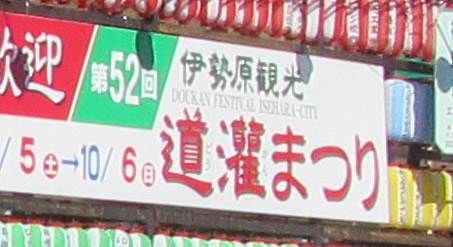 歓迎
第52回
伊勢原観光
DOUKAN FESTIVAL ISEHARA-CITY
道灌まつり
/5㊏→10/6㊐